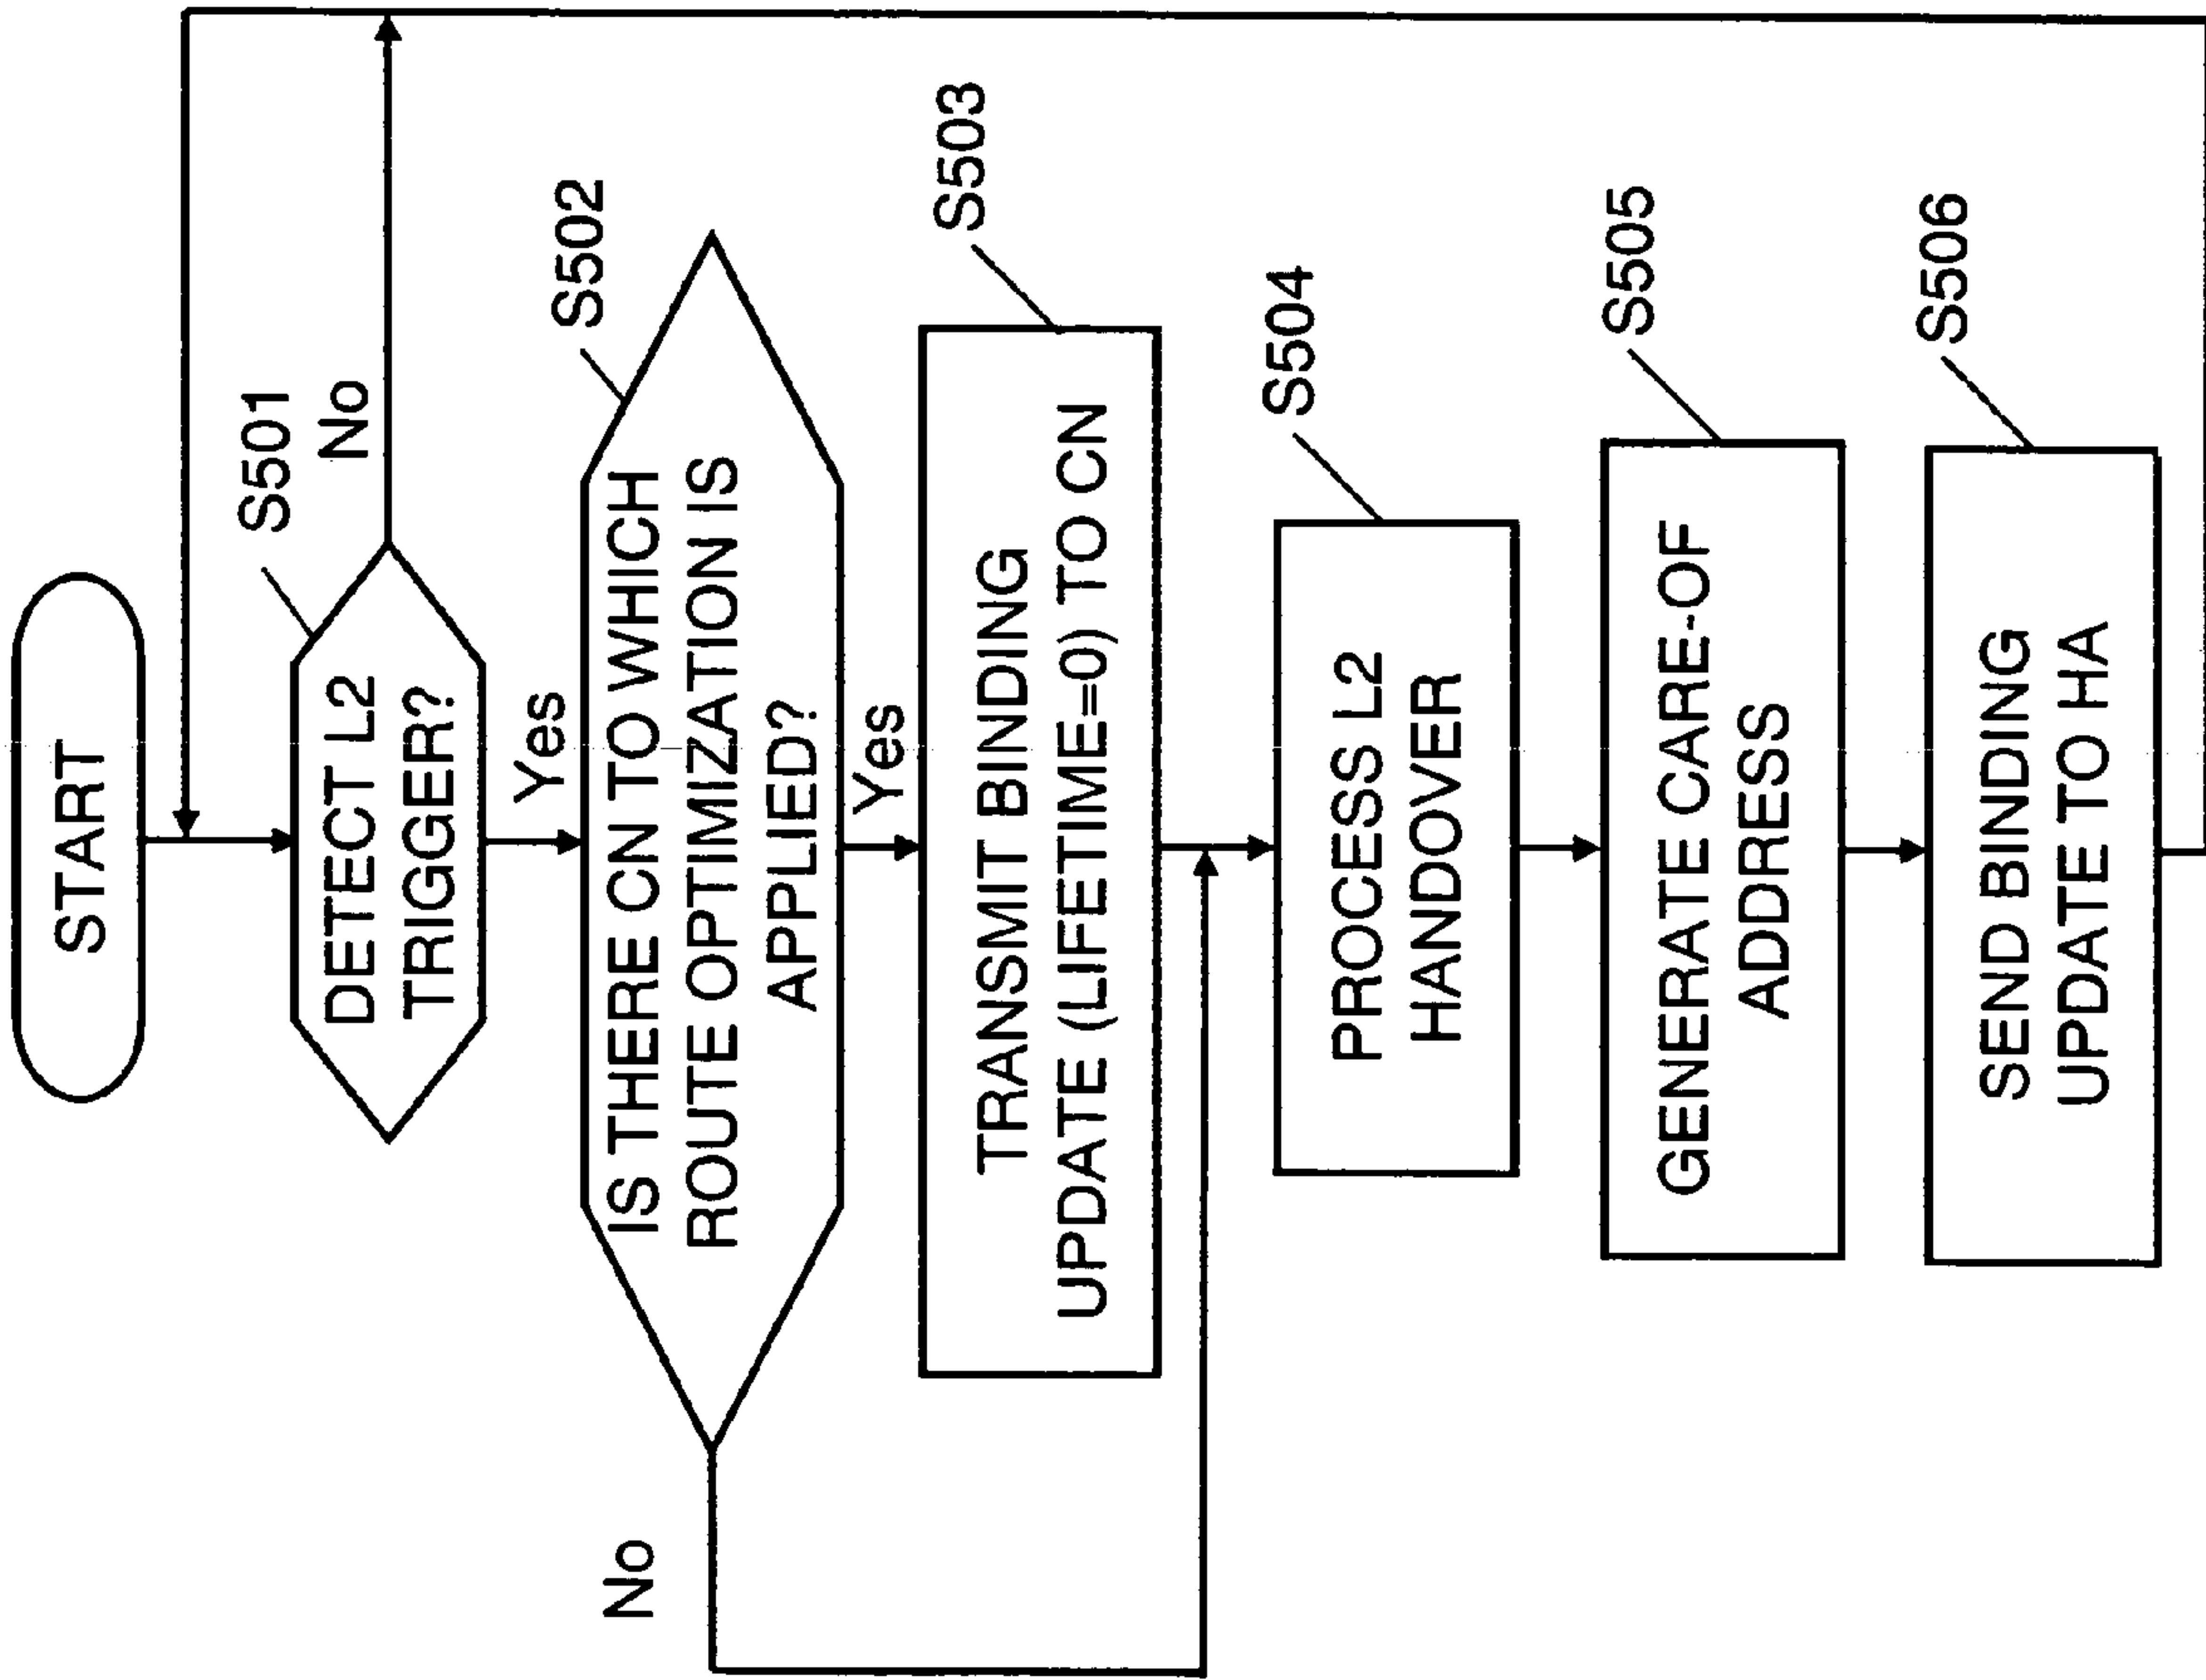 START
S501
DETECT L2
TRIGGER?
No
Yes
S502
IS THERE CN TO WHICH
ROUTE OPTIMIZATION IS
APPLIED?
No
Yes
S503
TRANSMIT BINDING
UPDATE (LIFETIME=0) TO CN
S504
PROCESS L2
HANDOVER
S505
GENERATE CARE-OF
ADDRESS
S506
SEND BINDING
UPDATE TO HA